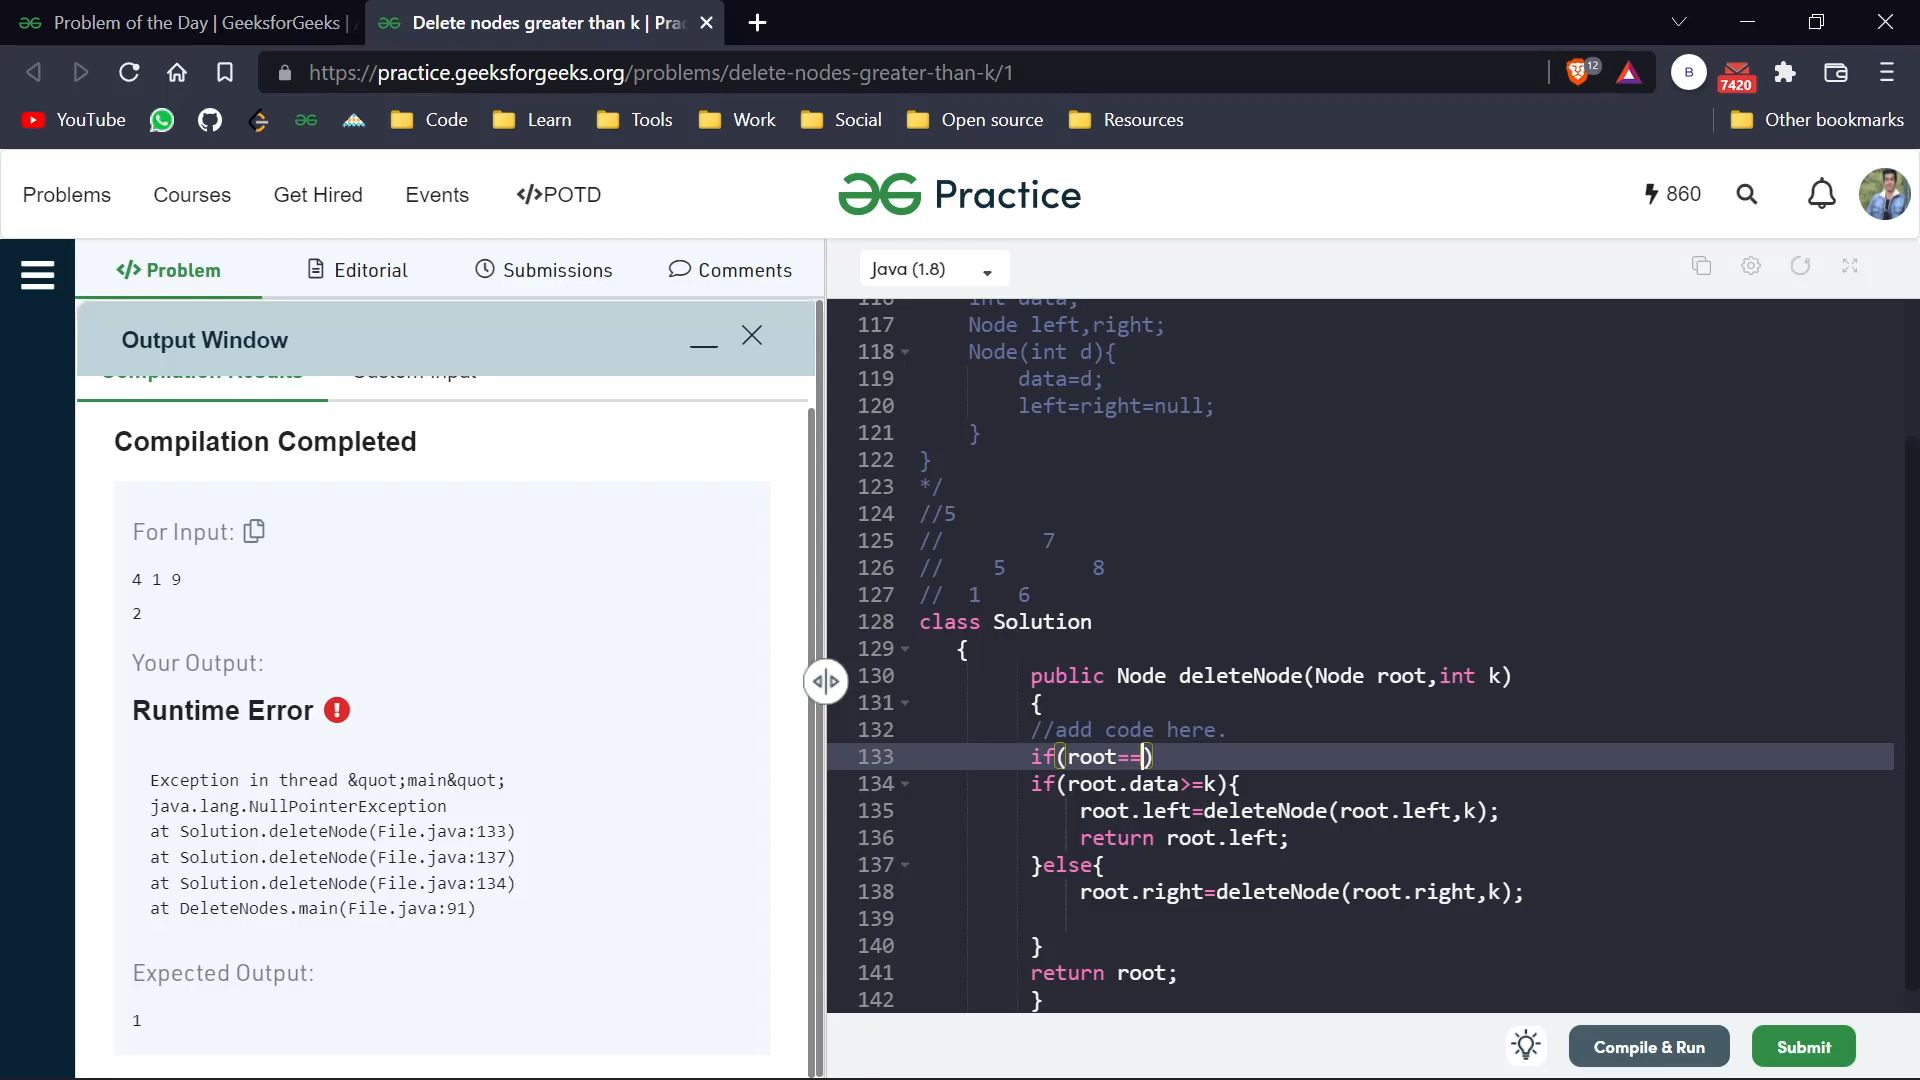 Problem of the Day | GeeksforGeeks |
Delete nodes greater than k | Pra
https://practice.geeksforgeeks.org/problems/delete-nodes-greater-than-k/1
12
B
7420
YouTube
Code
Learn
Tools
Work
Social
Open source
Resources
Other bookmarks
Problems
Courses
Get Hired
Events
</>POTD
Practice
860
</> Problem
Editorial
Submissions
Comments
Java (1.8)
Output Window
Compilation Results
Custom Input
Compilation Completed
For Input:
4 1 9
2
Your Output:
Runtime Error
Exception in thread &quot;main&quot;
java.lang.NullPointerException
at Solution.deleteNode(File.java:133)
at Solution.deleteNode(File.java:137)
at Solution.deleteNode(File.java:134)
at DeleteNodes.main(File.java:91)
Expected Output:
1
116 int data;
117 Node left,right;
118 Node(int d){
119 data=d;
120 left=right=null;
121 }
122 }
123 */
124 //5
125 // 7
126 // 5 8
127 // 1 6
128 class Solution
129 {
130 public Node deleteNode(Node root,int k)
131 {
132 //add code here.
133 if(root==)
134 if(root.data>=k){
135 root.left=deleteNode(root.left,k);
136 return root.left;
137 }else{
138 root.right=deleteNode(root.right,k);
139
140 }
141 return root;
142 }
Compile & Run
Submit